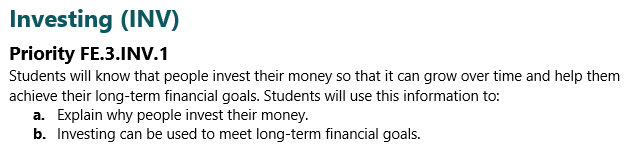 Investing (INV)
Priority FE.3.INV.1
Students will know that people invest their money so that it can grow over time and help them
achieve their long-term financial goals. Students will use this information to:
a. Explain why people invest their money.
b. Investing can be used to meet long-term financial goals.